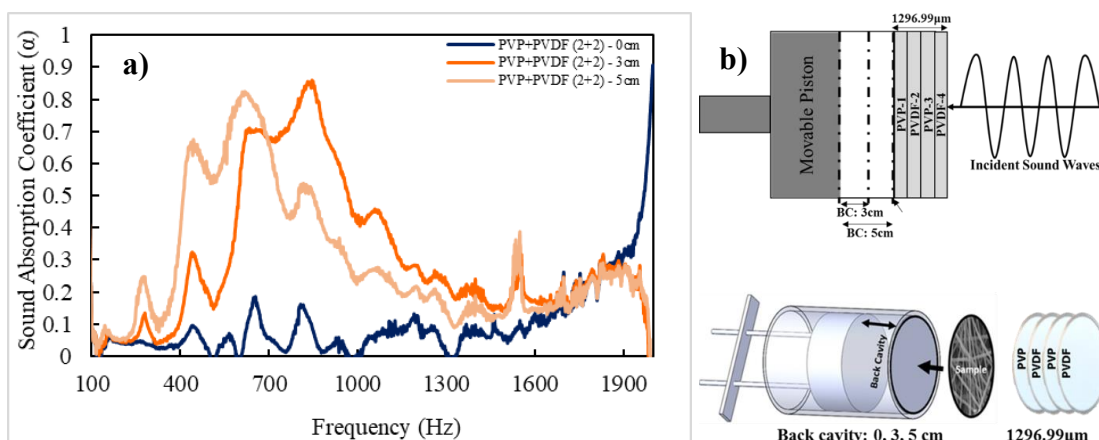 a)
PVP+PVDF (2+2) - 0cm
PVP+PVDF (2+2) - 3cm
PVP+PVDF (2+2) - 5cm
Sound Absorption Coefficient (α)
1
0.9
0.8
0.7
0.6
0.5
0.4
0.3
0.2
0.1
0
100 400 700 1000 1300 1600 1900
Frequency (Hz)
b)
1296.99µm
Movable Piston
PVP-1
PVDF-2
PVP-3
PVDF-4
Incident Sound Waves
BC: 3cm
BC: 5cm
Back Cavity
Sample
PVP
PVDF
PVP
PVDF
Back cavity: 0, 3, 5 cm
1296.99µm